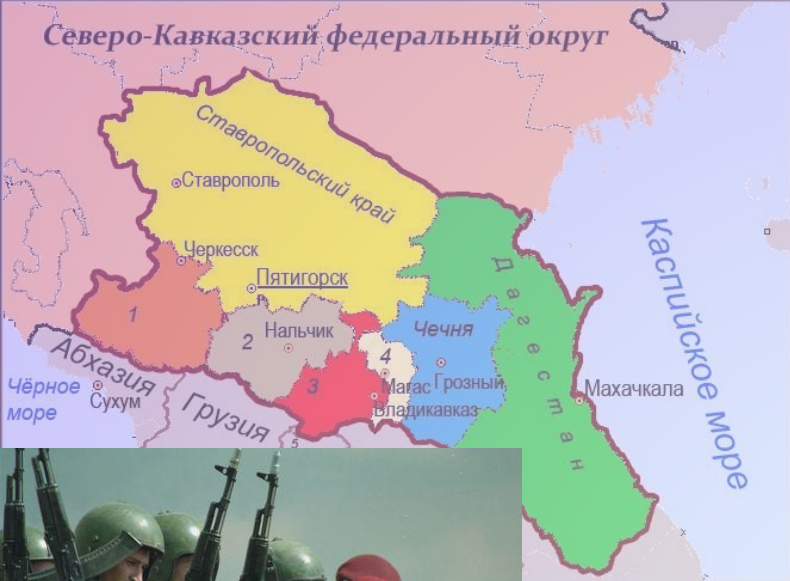 Северо-Кавказский федеральный округ
Ставропольский край
Ставрополь
Черкесск
Пятигорск
1
2
Нальчик
3
4
Чечня
Магас
Грозный
Владикавказ
Дагестан
Махачкала
Каспийское море
Абхазия
Сухум
Чёрное
море
Грузия
5